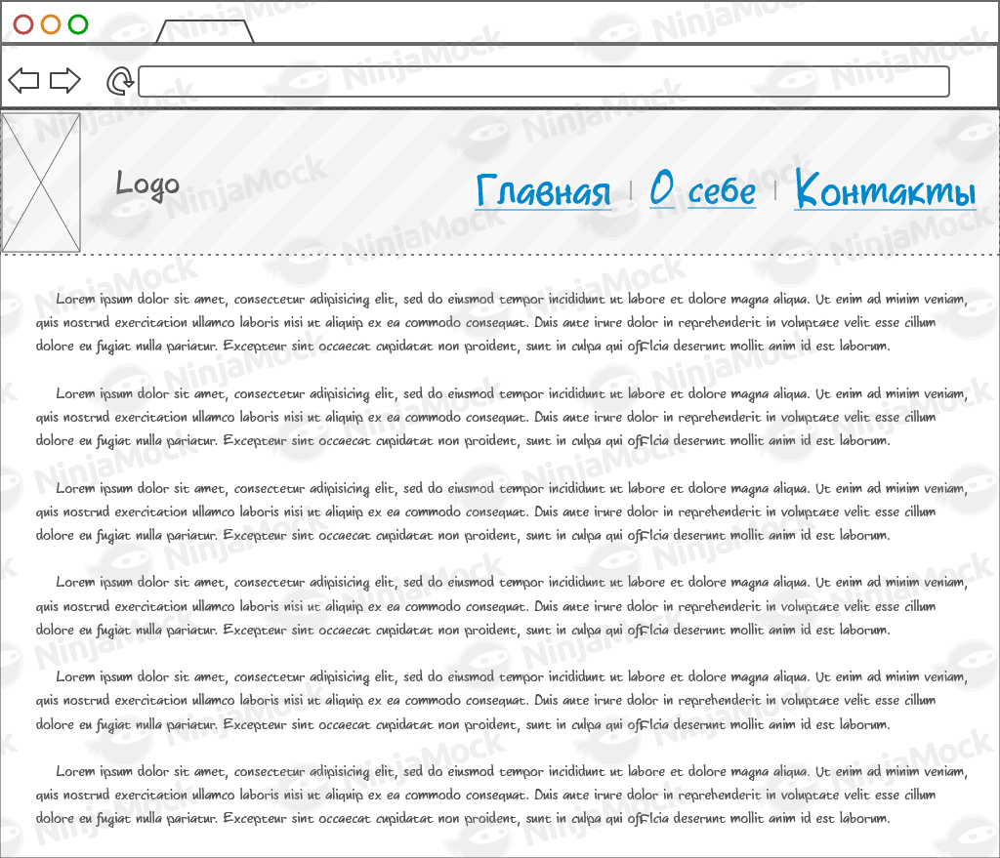 Logo
Главная | О себе | Контакты
Lorem ipsum dolor sit amet, consectetur adipisicing elit, sed do eiusmod tempor incididunt ut labore et dolore magna aliqua. Ut enim ad minim veniam,
quis nostrud exercitation ullamco laboris nisi ut aliquip ex ea commodo consequat. Duis aute irure dolor in reprehenderit in voluptate velit esse cillum
dolore eu fugiat nulla pariatur. Excepteur sint occaecat cupidatat non proident, sunt in culpa qui officia deserunt mollit anim id est laborum.
Lorem ipsum dolor sit amet, consectetur adipisicing elit, sed do eiusmod tempor incididunt ut labore et dolore magna aliqua. Ut enim ad minim veniam,
quis nostrud exercitation ullamco laboris nisi ut aliquip ex ea commodo consequat. Duis aute irure dolor in reprehenderit in voluptate velit esse cillum
dolore eu fugiat nulla pariatur. Excepteur sint occaecat cupidatat non proident, sunt in culpa qui officia deserunt mollit anim id est laborum.
Lorem ipsum dolor sit amet, consectetur adipisicing elit, sed do eiusmod tempor incididunt ut labore et dolore magna aliqua. Ut enim ad minim veniam,
quis nostrud exercitation ullamco laboris nisi ut aliquip ex ea commodo consequat. Duis aute irure dolor in reprehenderit in voluptate velit esse cillum
dolore eu fugiat nulla pariatur. Excepteur sint occaecat cupidatat non proident, sunt in culpa qui officia deserunt mollit anim id est laborum.
Lorem ipsum dolor sit amet, consectetur adipisicing elit, sed do eiusmod tempor incididunt ut labore et dolore magna aliqua. Ut enim ad minim veniam,
quis nostrud exercitation ullamco laboris nisi ut aliquip ex ea commodo consequat. Duis aute irure dolor in reprehenderit in voluptate velit esse cillum
dolore eu fugiat nulla pariatur. Excepteur sint occaecat cupidatat non proident, sunt in culpa qui officia deserunt mollit anim id est laborum.
Lorem ipsum dolor sit amet, consectetur adipisicing elit, sed do eiusmod tempor incididunt ut labore et dolore magna aliqua. Ut enim ad minim veniam,
quis nostrud exercitation ullamco laboris nisi ut aliquip ex ea commodo consequat. Duis aute irure dolor in reprehenderit in voluptate velit esse cillum
dolore eu fugiat nulla pariatur. Excepteur sint occaecat cupidatat non proident, sunt in culpa qui officia deserunt mollit anim id est laborum.
Lorem ipsum dolor sit amet, consectetur adipisicing elit, sed do eiusmod tempor incididunt ut labore et dolore magna aliqua. Ut enim ad minim veniam,
quis nostrud exercitation ullamco laboris nisi ut aliquip ex ea commodo consequat. Duis aute irure dolor in reprehenderit in voluptate velit esse cillum
dolore eu fugiat nulla pariatur. Excepteur sint occaecat cupidatat non proident, sunt in culpa qui officia deserunt mollit anim id est laborum.
NinjaMock